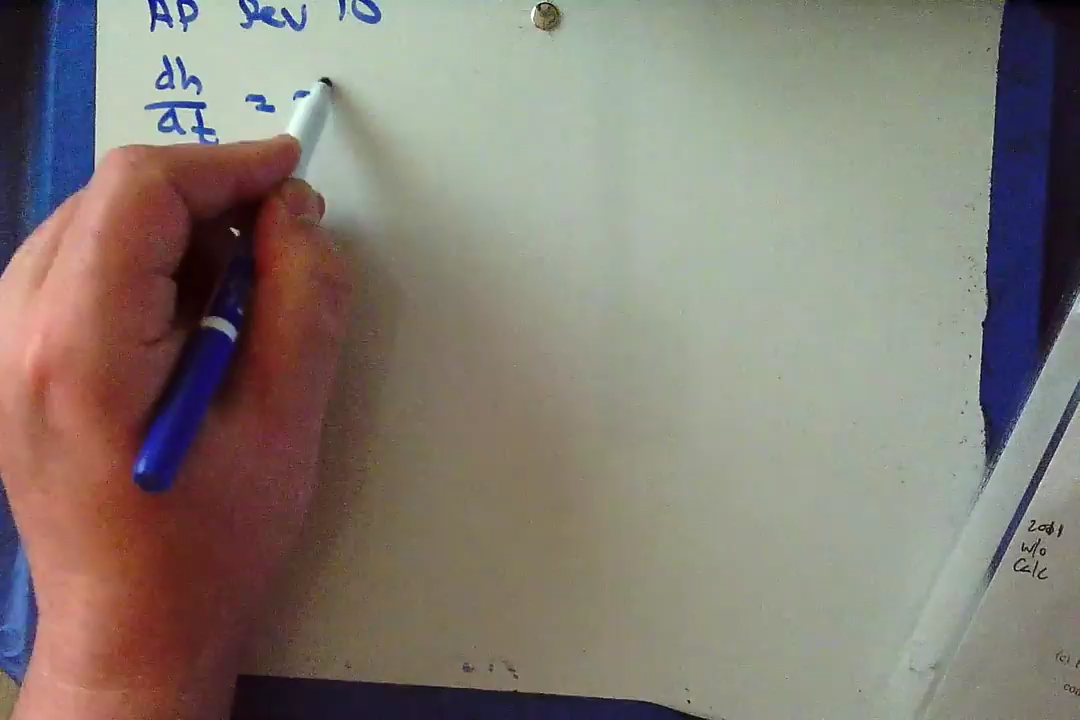 AP Rev 10
dh
dt = -
2001
w/o
Calc
(c)